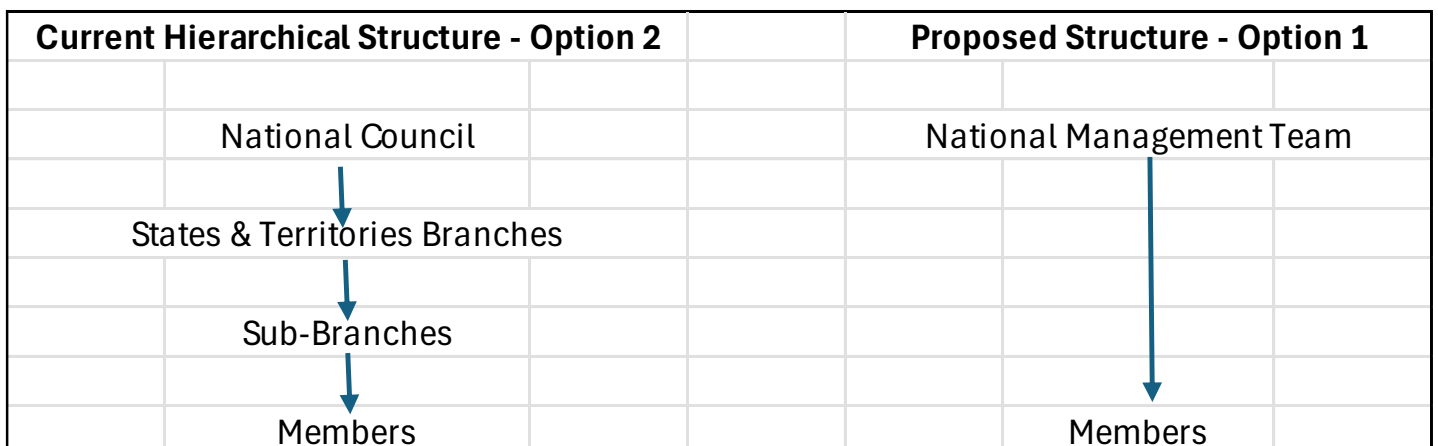 Current Hierarchical Structure - Option 2
Proposed Structure - Option 1
National Council
National Management Team
States & Territories Branches
Sub-Branches
Members
Members